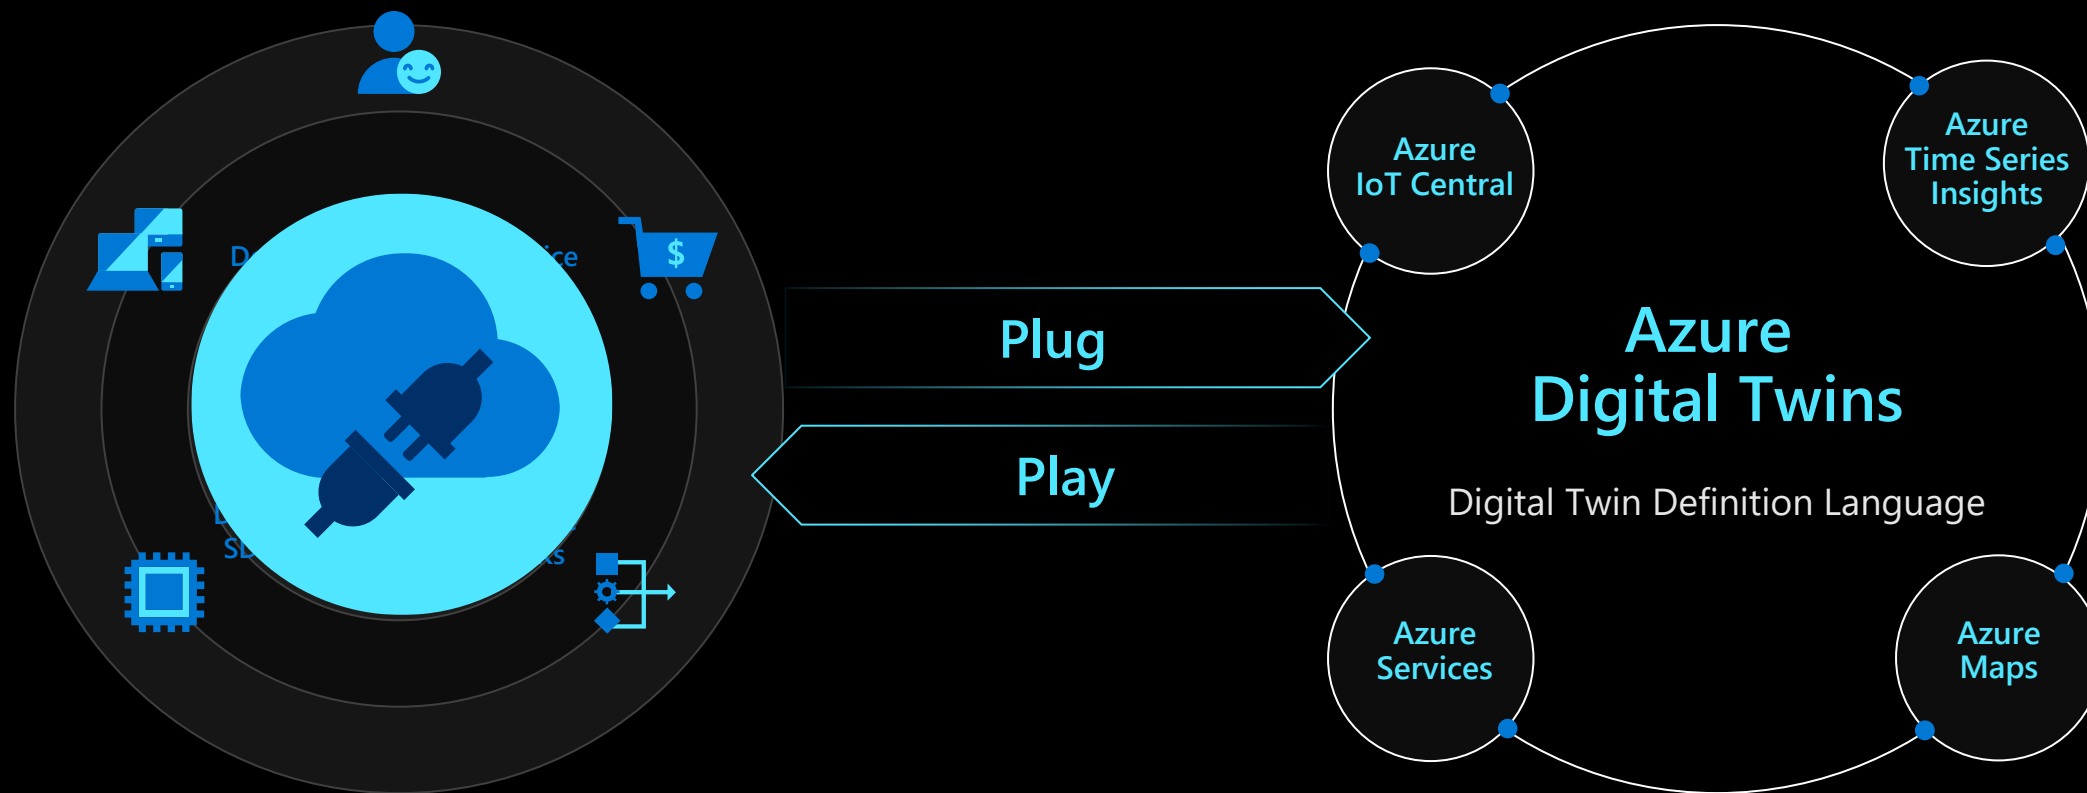 Plug
Play
Azure
IoT Central
Azure
Time Series
Insights
Azure
Digital Twins
Digital Twin Definition Language
Azure
Services
Azure
Maps
$